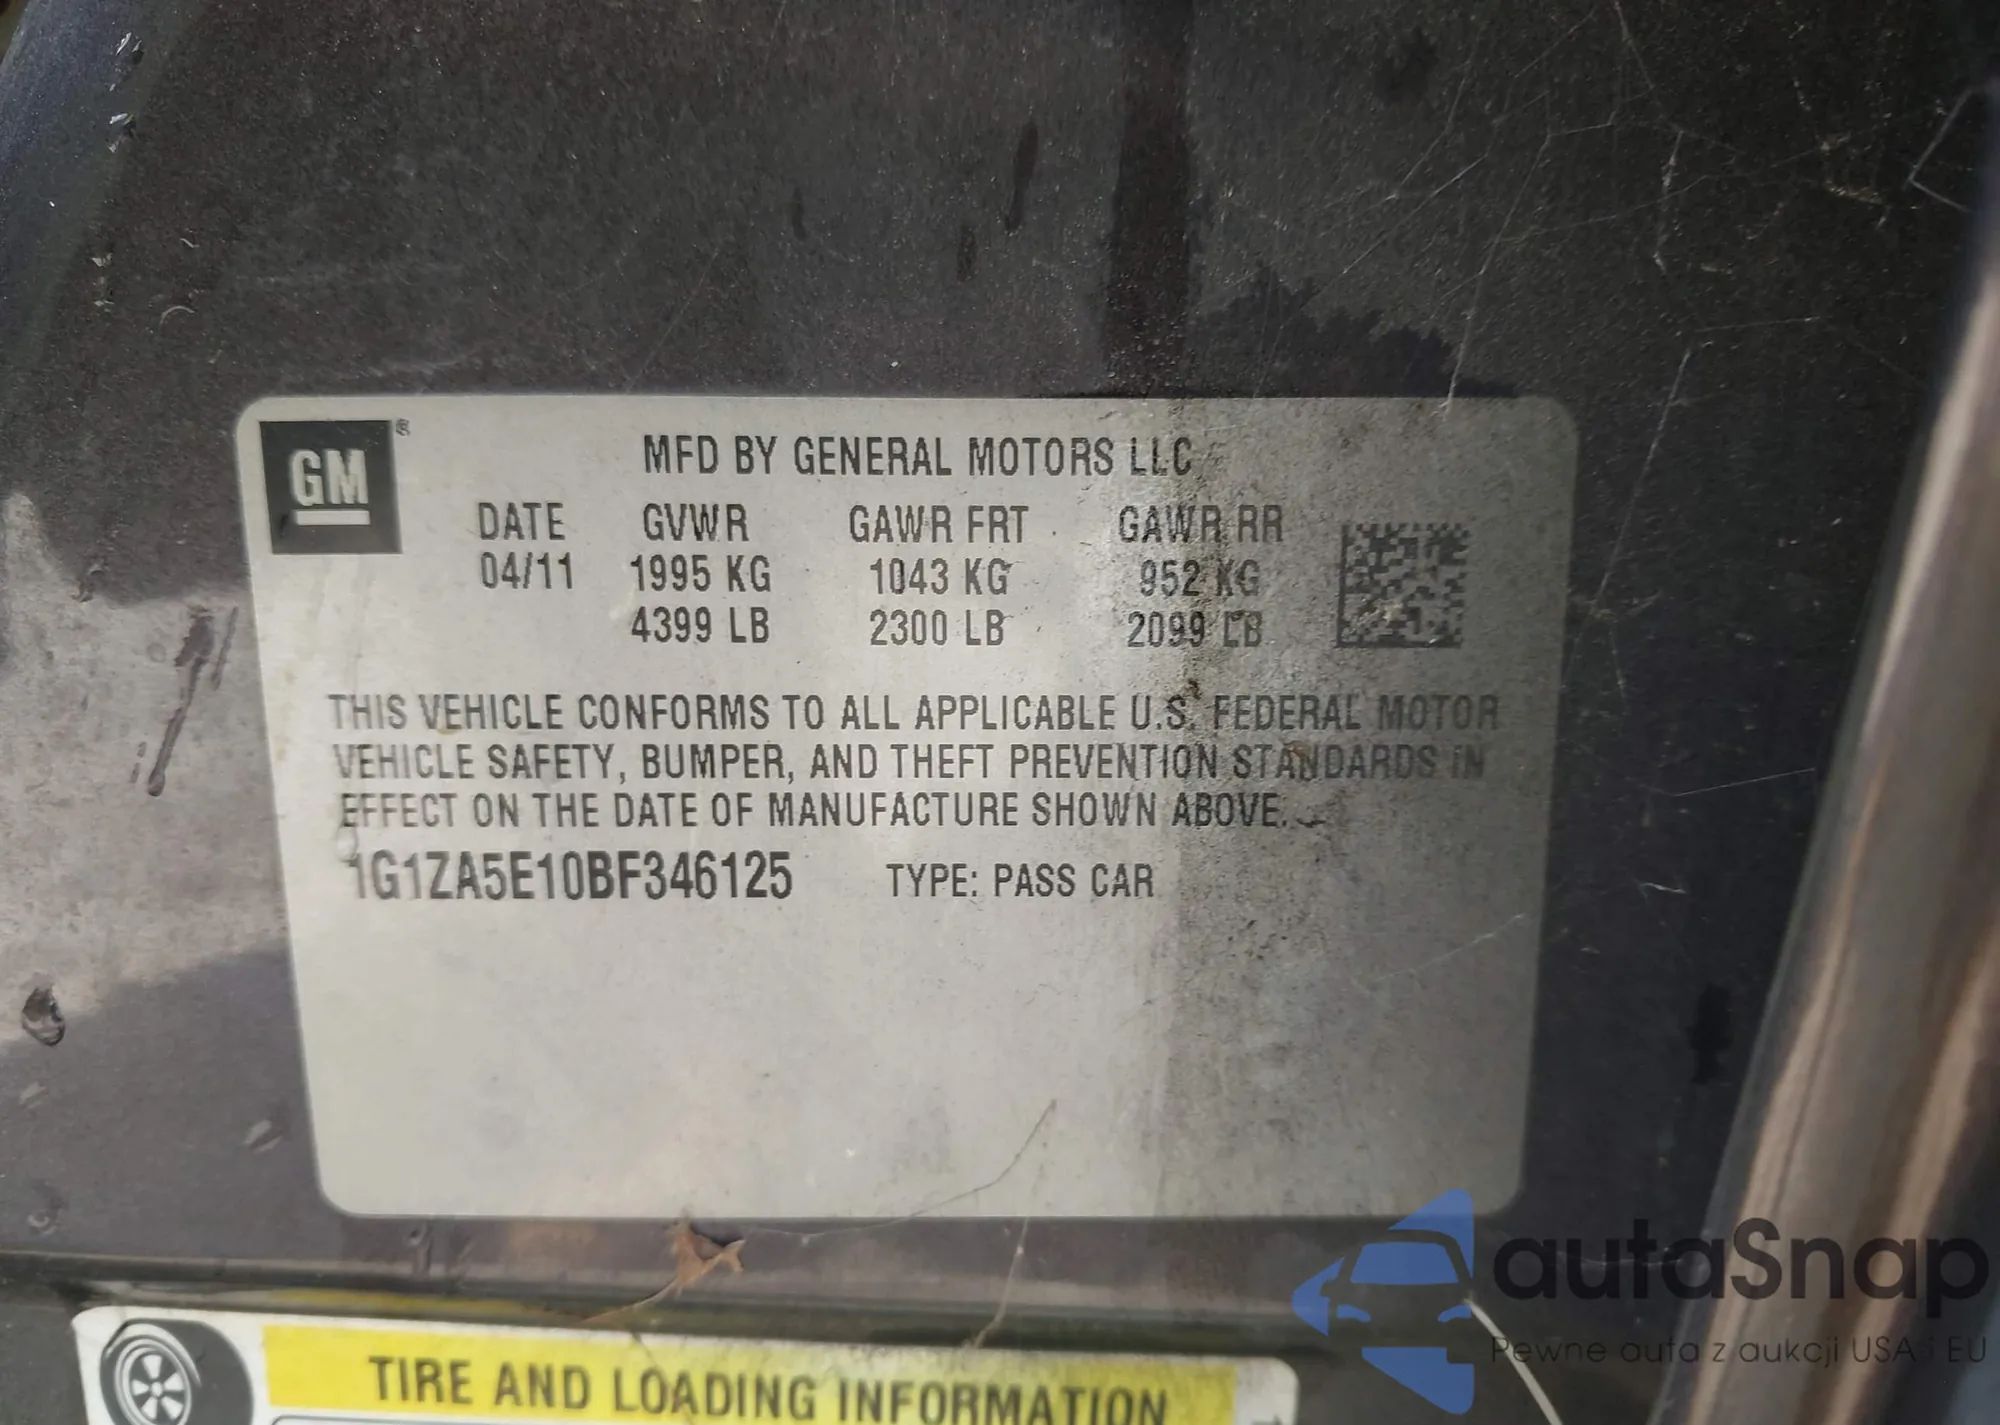 GM ®
MFD BY GENERAL MOTORS LLC
DATE GVWR GAWR FRT GAWR RR
04/11 1995 KG 1043 KG 952 KG
4399 LB 2300 LB 2099 LB
THIS VEHICLE CONFORMS TO ALL APPLICABLE U.S. FEDERAL MOTOR
VEHICLE SAFETY, BUMPER, AND THEFT PREVENTION STANDARDS IN
EFFECT ON THE DATE OF MANUFACTURE SHOWN ABOVE.
1G1ZA5E10BF346125 TYPE: PASS CAR
TIRE AND LOADING INFORMATION
autaSnap
Pewne auta z aukcji USA i EU